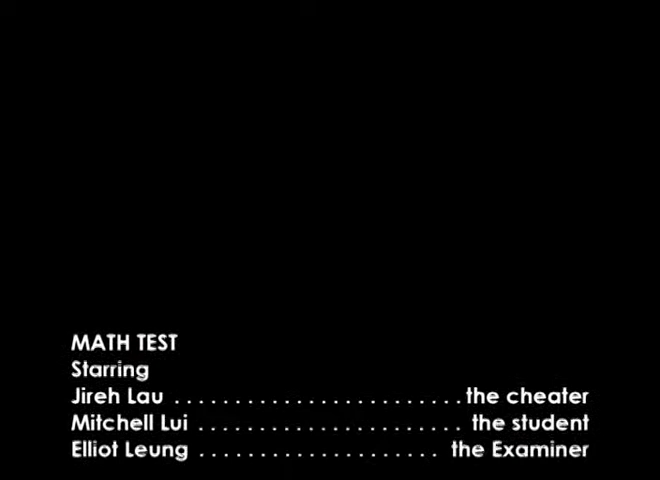 MATH TEST
Starring
Jireh Lau . . . . . . . . . . . . . . . . . . . . . . . . .the cheater
Mitchell Lui . . . . . . . . . . . . . . . . . . . . . . . the student
Elliot Leung . . . . . . . . . . . . . . . . . . . . . the Examiner